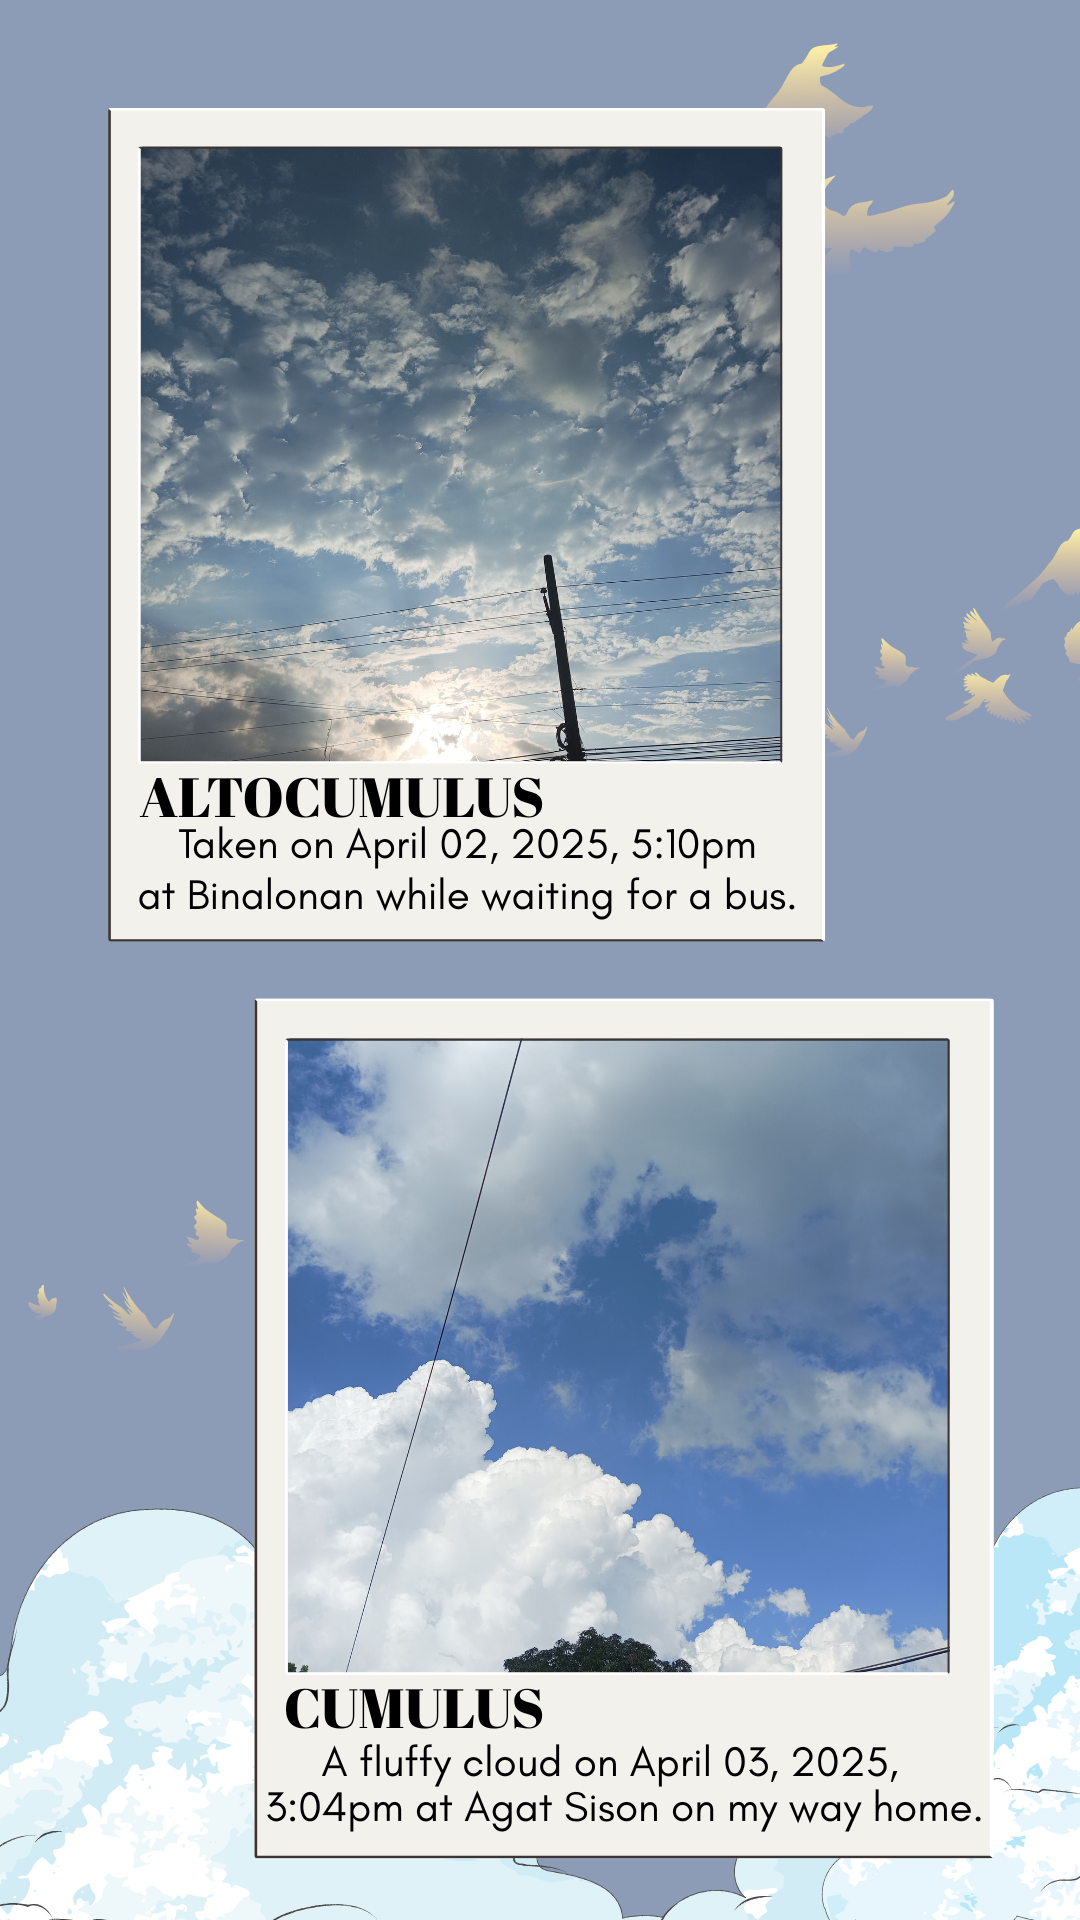 ALTOCUMULUS
Taken on April 02, 2025, 5:10pm
at Binalonan while waiting for a bus.
CUMULUS
A fluffy cloud on April 03, 2025,
3:04pm at Agat Sison on my way home.